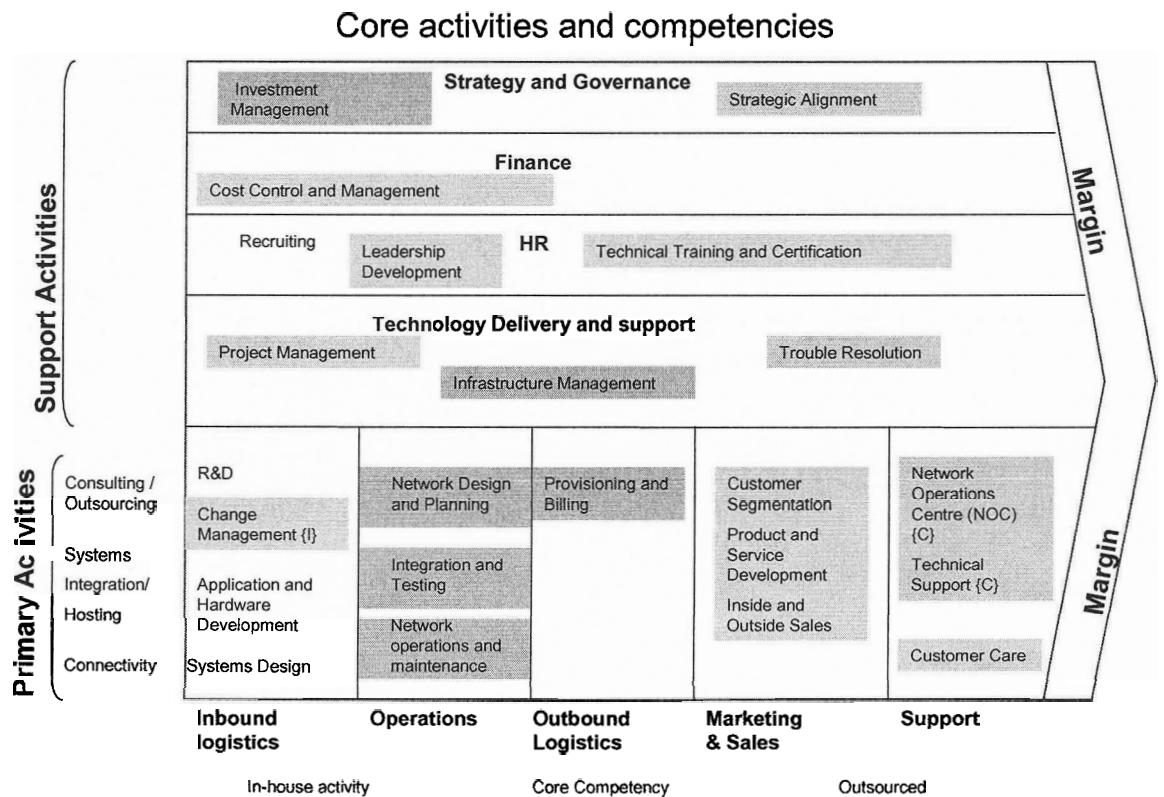 Core activities and competencies
Support Activities
Strategy and Governance
Investment
Management
Strategic Alignment
Finance
Cost Control and Management
Recruiting
Leadership
Development
HR
Technical Training and Certification
Technology Delivery and support
Project Management
Infrastructure Management
Trouble Resolution
Margin
Primary Ac ivities
Consulting /
Outsourcing
Systems
Integration/
Hosting
Connectivity
R&D
Change
Management {I}
Application and
Hardware
Development
Systems Design
Network Design
and Planning
Integration and
Testing
Network
operations and
maintenance
Provisioning and
Billing
Customer
Segmentation
Product and
Service
Development
Inside and
Outside Sales
Network
Operations
Centre (NOC)
{C}
Technical
Support {C}
Customer Care
Margin
Inbound
logistics
Operations
Outbound
Logistics
Marketing
& Sales
Support
In-house activity
Core Competency
Outsourced